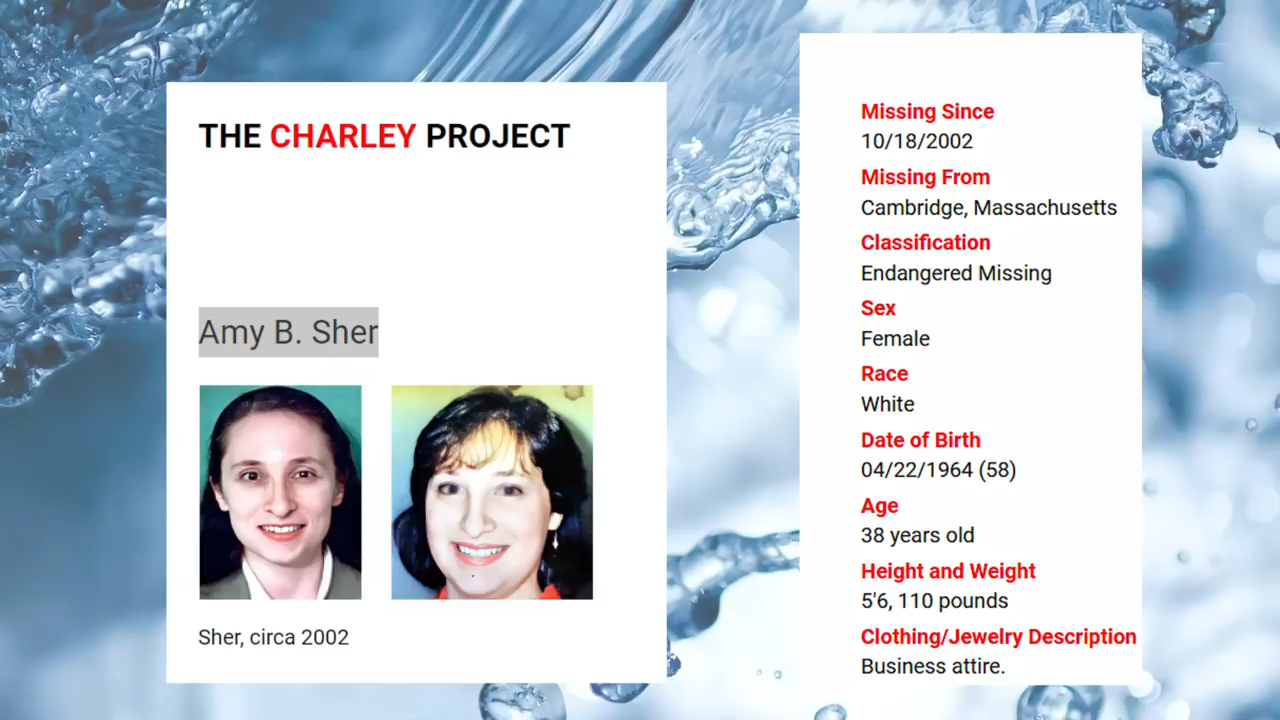 THE CHARLEY PROJECT
Amy B. Sher
Sher, circa 2002
Missing Since
10/18/2002
Missing From
Cambridge, Massachusetts
Classification
Endangered Missing
Sex
Female
Race
White
Date of Birth
04/22/1964 (58)
Age
38 years old
Height and Weight
5'6, 110 pounds
Clothing/Jewelry Description
Business attire.